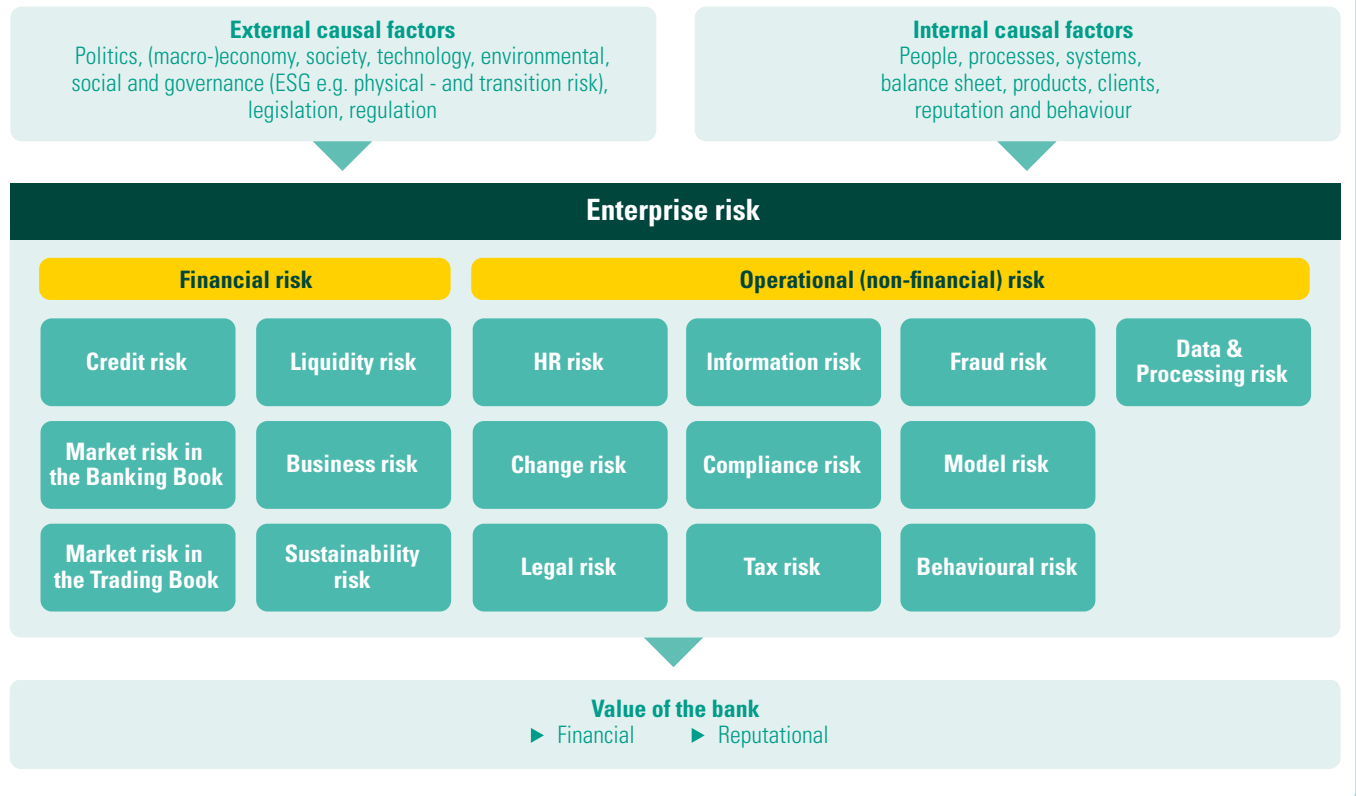 External causal factors
Politics, (macro-)economy, society, technology, environmental,
social and governance (ESG e.g. physical - and transition risk),
legislation, regulation
Internal causal factors
People, processes, systems,
balance sheet, products, clients,
reputation and behaviour
Enterprise risk
Financial risk
Operational (non-financial) risk
Credit risk
Liquidity risk
HR risk
Information risk
Fraud risk
Data &
Processing risk
Market risk in
the Banking Book
Business risk
Change risk
Compliance risk
Model risk
Market risk in
the Trading Book
Sustainability
risk
Legal risk
Tax risk
Behavioural risk
Value of the bank
► Financial
► Reputational